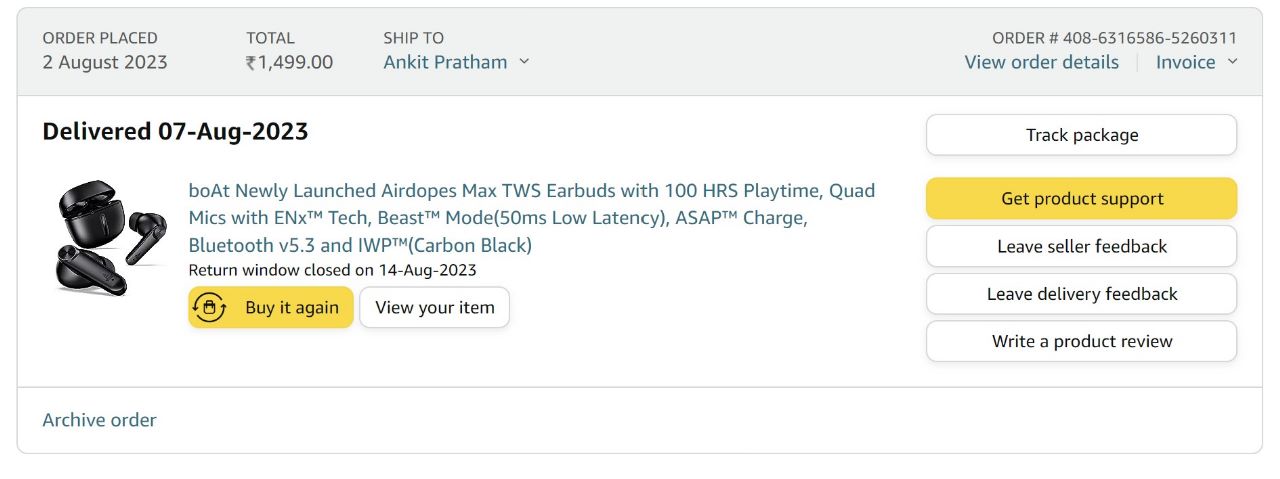 ORDER PLACED
2 August 2023
TOTAL
₹1,499.00
SHIP TO
Ankit Pratham
ORDER # 408-6316586-5260311
View order details
Invoice
Delivered 07-Aug-2023
boAt Newly Launched Airdopes Max TWS Earbuds with 100 HRS Playtime, Quad
Mics with ENx™ Tech, Beast™ Mode(50ms Low Latency), ASAP™ Charge,
Bluetooth v5.3 and IWP™(Carbon Black)
Return window closed on 14-Aug-2023
Buy it again
View your item
Track package
Get product support
Leave seller feedback
Leave delivery feedback
Write a product review
Archive order